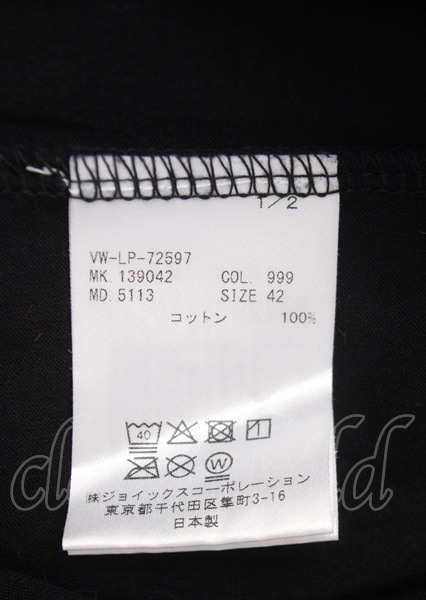 1/2
VW-LP-72597
MK. 139042 COL. 999
MD. 5113 SIZE 42
コットン 100%
40
W
㈱ジョイックスコーポレーション
東京都千代田区隼町3-16
日本製